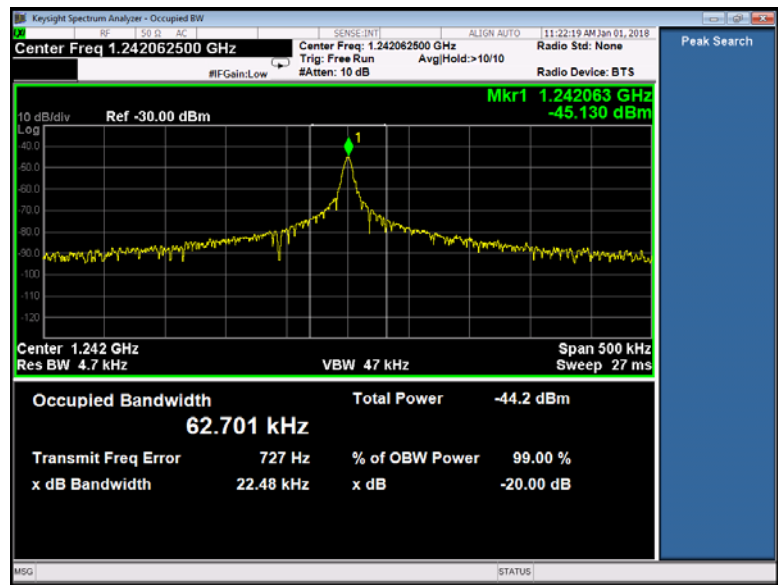 Keysight Spectrum Analyzer - Occupied BW
RF 50 Ω AC SENSE:INT ALIGN AUTO 11:22:19 AM Jan 01, 2018
Center Freq 1.242062500 GHz Center Freq: 1.242062500 GHz Radio Std: None
Trig: Free Run Avg|Hold:>10/10
#IFGain:Low #Atten: 10 dB Radio Device: BTS
Peak Search
Mkr1 1.242063 GHz
10 dB/div Ref -30.00 dBm -45.130 dBm
Log
1
-40.0
-50.0
-60.0
-70.0
-80.0
-90.0
-100
-110
-120
Center 1.242 GHz Span 500 kHz
Res BW 4.7 kHz VBW 47 kHz Sweep 27 ms
Occupied Bandwidth Total Power -44.2 dBm
62.701 kHz
Transmit Freq Error 727 Hz % of OBW Power 99.00 %
x dB Bandwidth 22.48 kHz x dB -20.00 dB
MSG STATUS